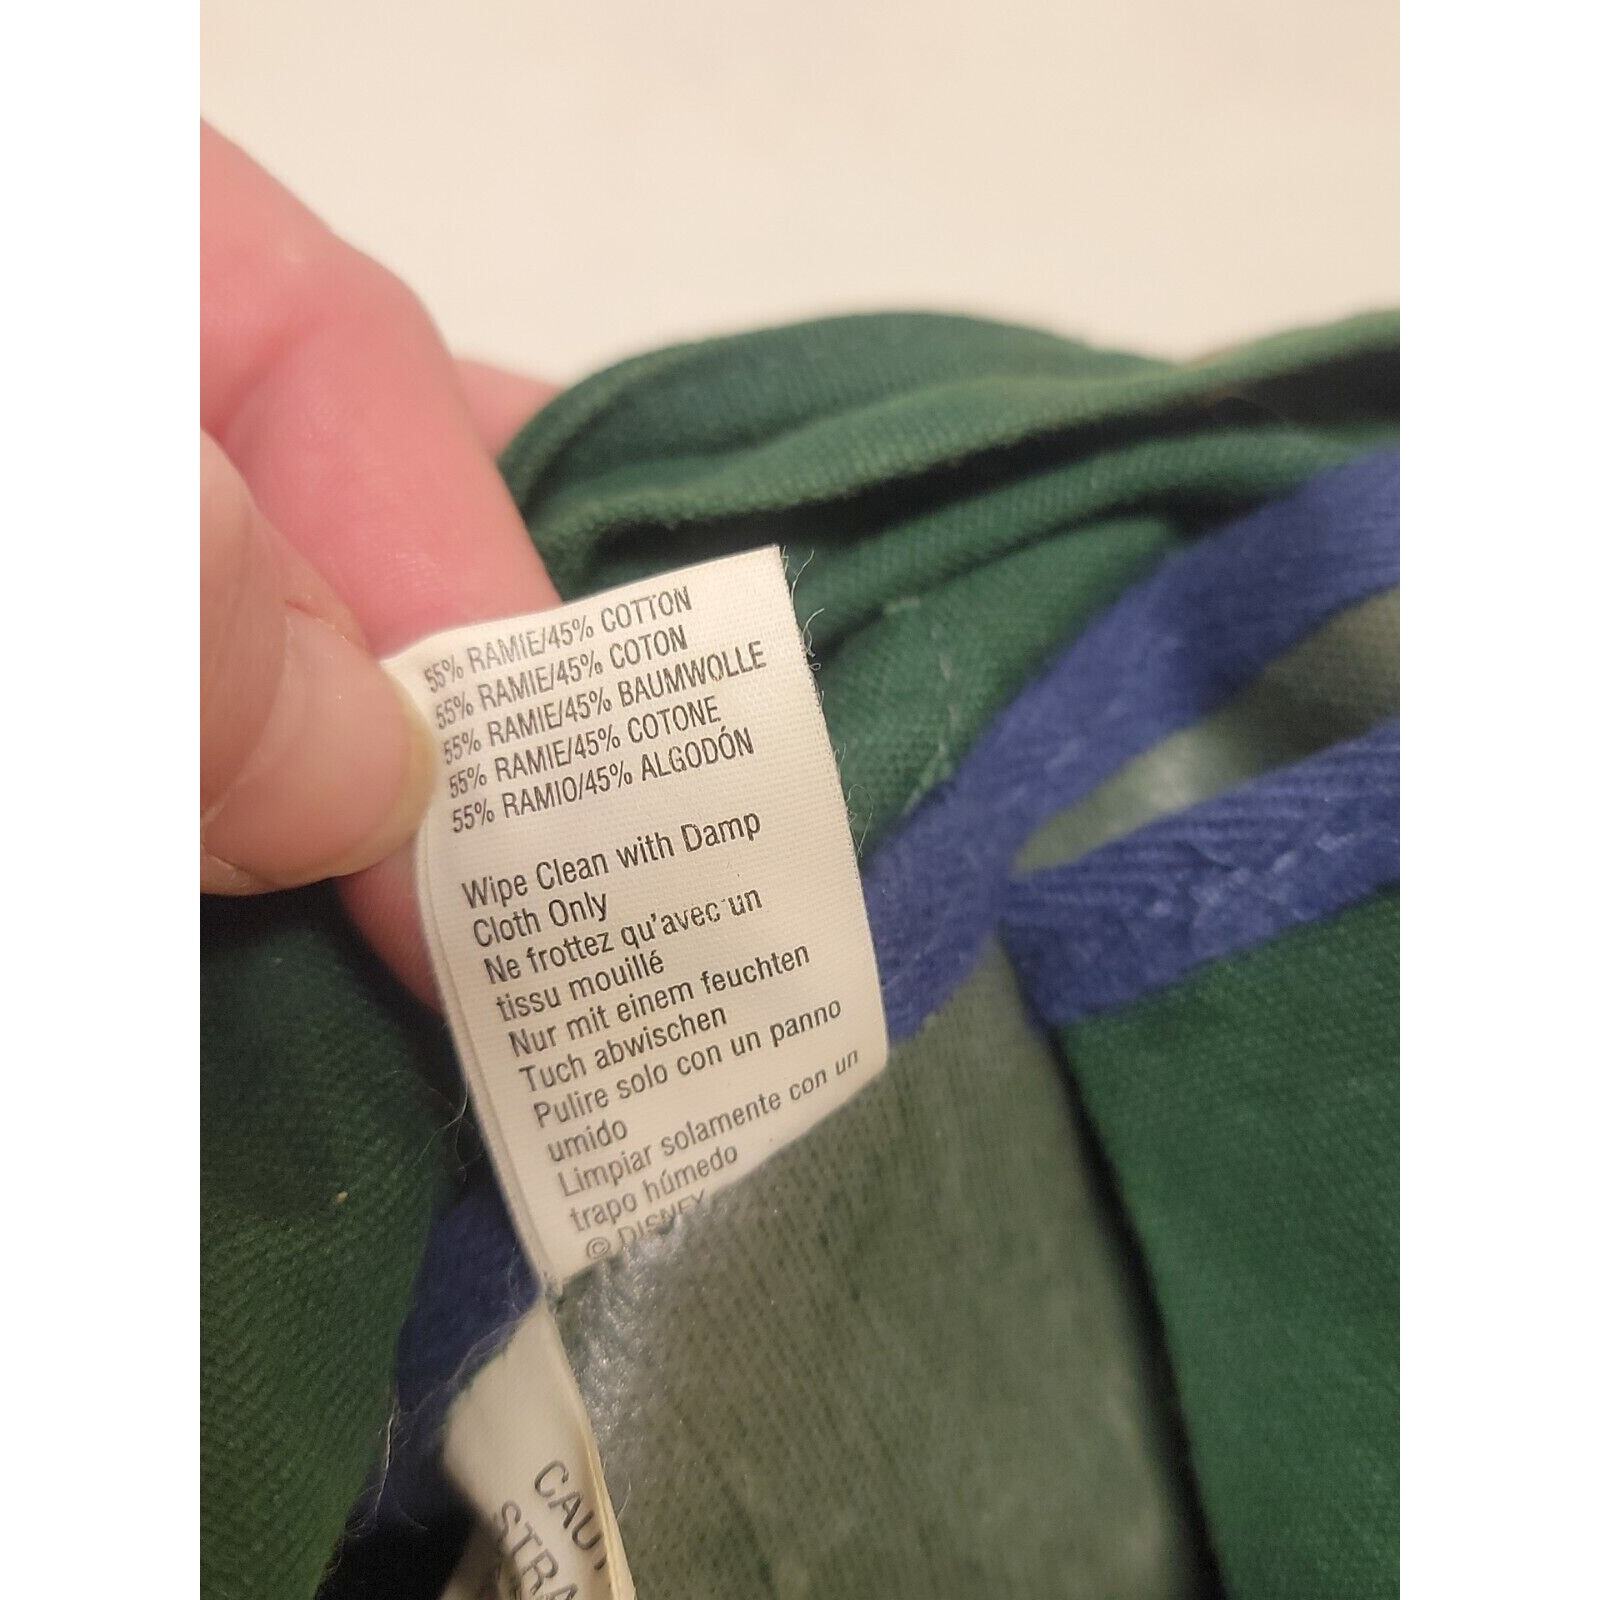 55% RAMIE/45% COTTON
55% RAMIE/45% COTON
55% RAMIE/45% BAUMWOLLE
55% RAMIE/45% COTONE
55% RAMIO/45% ALGODÓN
Wipe Clean with Damp
Cloth Only
Ne frottez qu'avec un
tissu mouillé
Nur mit einem feuchten
Tuch abwischen
Pulire solo con un panno
umido
Limpiar solamente con un
trapo húmedo
© DISNEY